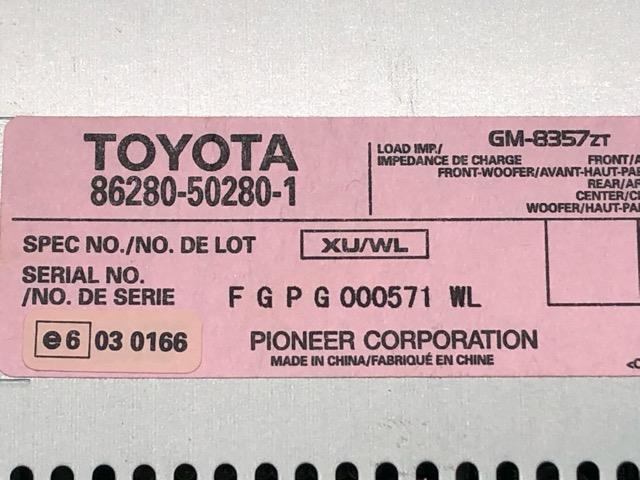 TOYOTA
86280-50280-1
GM-8357ZT
LOAD IMP./
IMPEDANCE DE CHARGE FRONT/
FRONT-WOOFER/AVANT-HAUT-PA
REAR/A
CENTER/C
WOOFER/HAUT-PA
SPEC NO./NO. DE LOT XU/WL
SERIAL NO.
/NO. DE SERIE F G P G 000571 WL
e6 03 0166
PIONEER CORPORATION
MADE IN CHINA/FABRIQUÉ EN CHINE